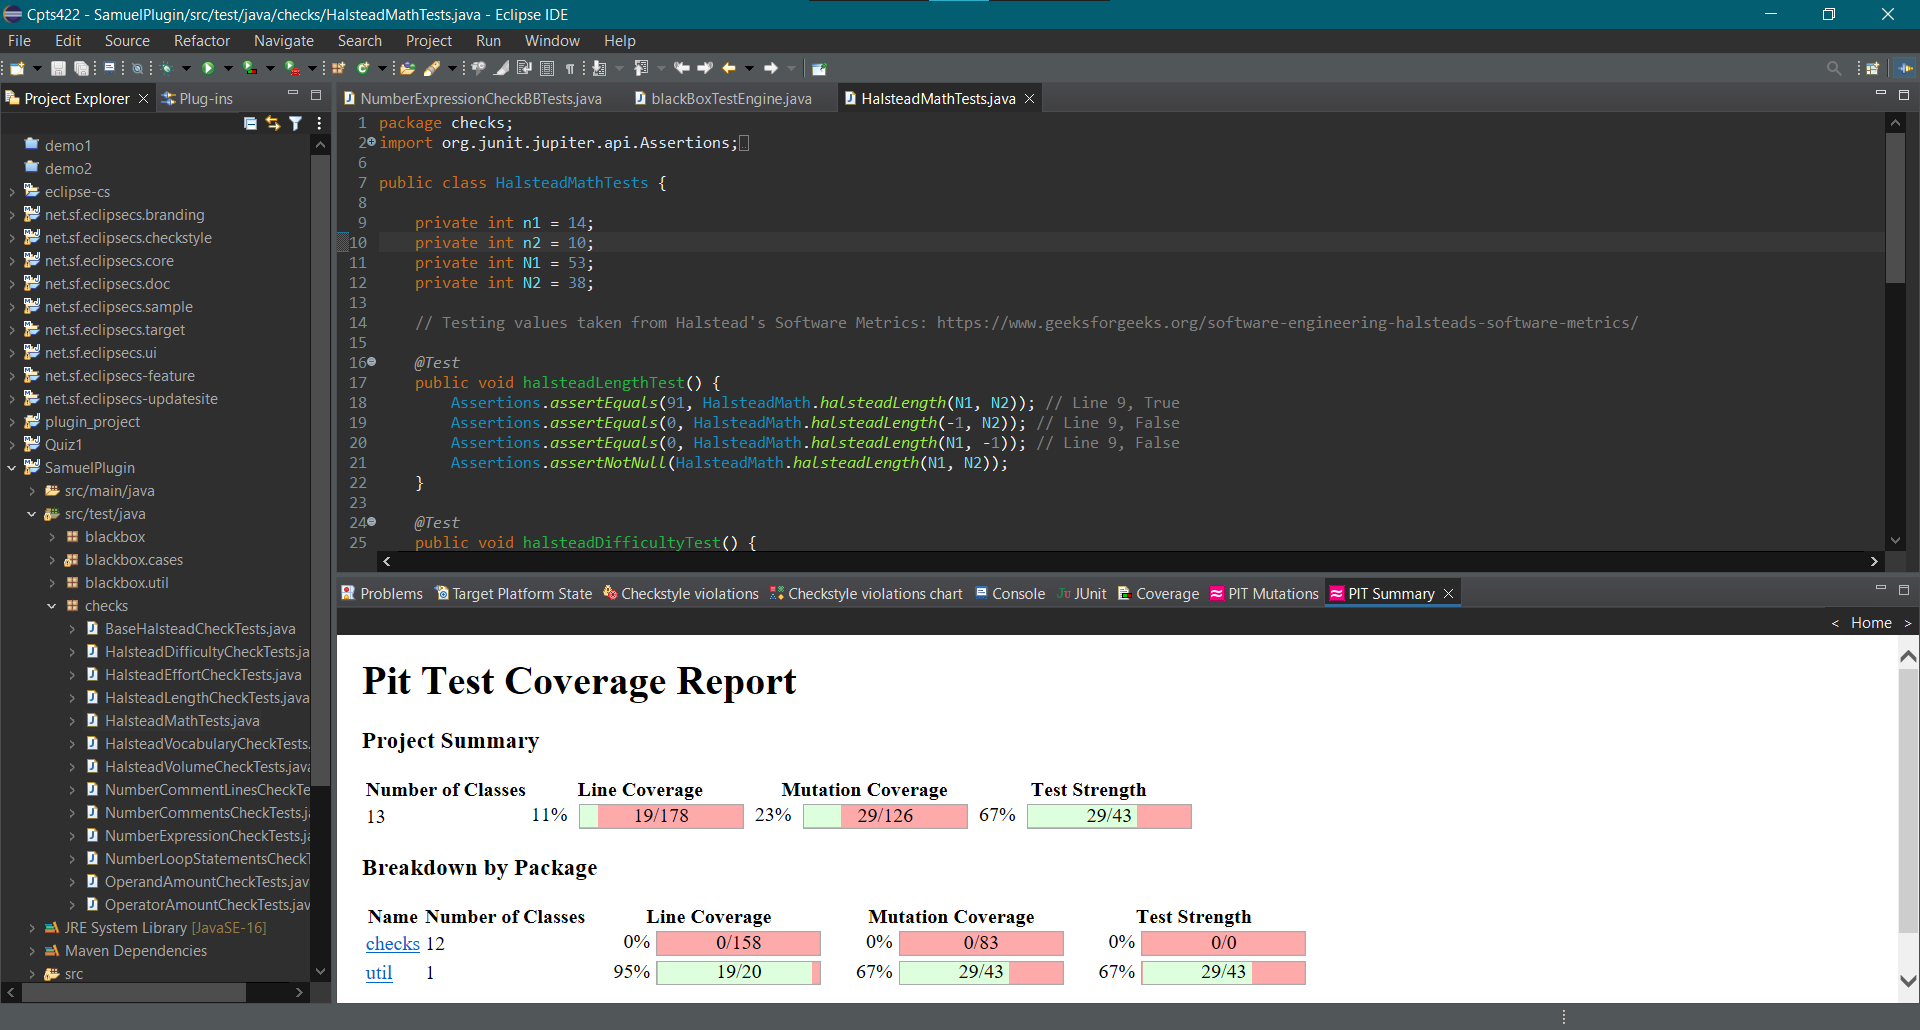 Cpts422 - SamuelPlugin/src/test/java/checks/HalsteadMathTests.java - Eclipse IDE
File Edit Source Refactor Navigate Search Project Run Window Help
Project Explorer
Plug-ins
demo1
demo2
eclipse-cs
net.sf.eclipsecs.branding
net.sf.eclipsecs.checkstyle
net.sf.eclipsecs.core
net.sf.eclipsecs.doc
net.sf.eclipsecs.sample
net.sf.eclipsecs.target
net.sf.eclipsecs.ui
net.sf.eclipsecs-feature
net.sf.eclipsecs-updatesite
plugin_project
Quiz1
SamuelPlugin
src/main/java
src/test/java
blackbox
blackbox.cases
blackbox.util
checks
BaseHalsteadCheckTests.java
HalsteadDifficultyCheckTests.ja
HalsteadEffortCheckTests.java
HalsteadLengthCheckTests.java
HalsteadMathTests.java
HalsteadVocabularyCheckTests.
HalsteadVolumeCheckTests.java
NumberCommentLinesCheckTe
NumberCommentsCheckTests.j
NumberExpressionCheckTests.ja
NumberLoopStatementsCheckT
OperandAmountCheckTests.jav
OperatorAmountCheckTests.jav
JRE System Library [JavaSE-16]
Maven Dependencies
src
NumberExpressionCheckBBTests.java blackBoxTestEngine.java HalsteadMathTests.java
1 package checks;
2 import org.junit.jupiter.api.Assertions;
6
7 public class HalsteadMathTests {
8
9 private int n1 = 14;
10 private int n2 = 10;
11 private int N1 = 53;
12 private int N2 = 38;
13
14 // Testing values taken from Halstead's Software Metrics: https://www.geeksforgeeks.org/software-engineering-halsteads-software-metrics/
15
16 @Test
17 public void halsteadLengthTest() {
18 Assertions.assertEquals(91, HalsteadMath.halsteadLength(N1, N2)); // Line 9, True
19 Assertions.assertEquals(0, HalsteadMath.halsteadLength(-1, N2)); // Line 9, False
20 Assertions.assertEquals(0, HalsteadMath.halsteadLength(N1, -1)); // Line 9, False
21 Assertions.assertNotNull(HalsteadMath.halsteadLength(N1, N2));
22 }
23
24 @Test
25 public void halsteadDifficultyTest() {
Problems Target Platform State Checkstyle violations Checkstyle violations chart Console JUnit Coverage PIT Mutations PIT Summary
< Home >
Pit Test Coverage Report
Project Summary
Number of Classes Line Coverage Mutation Coverage Test Strength
13 11% 19/178 23% 29/126 67% 29/43
Breakdown by Package
Name Number of Classes Line Coverage Mutation Coverage Test Strength
checks 12 0% 0/158 0% 0/83 0% 0/0
util 1 95% 19/20 67% 29/43 67% 29/43